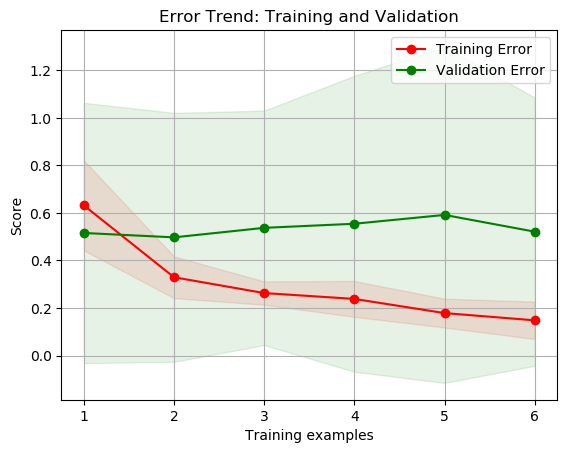 Error Trend: Training and Validation
Training Error
Validation Error
Score
1.2
1.0
0.8
0.6
0.4
0.2
0.0
1 2 3 4 5 6
Training examples